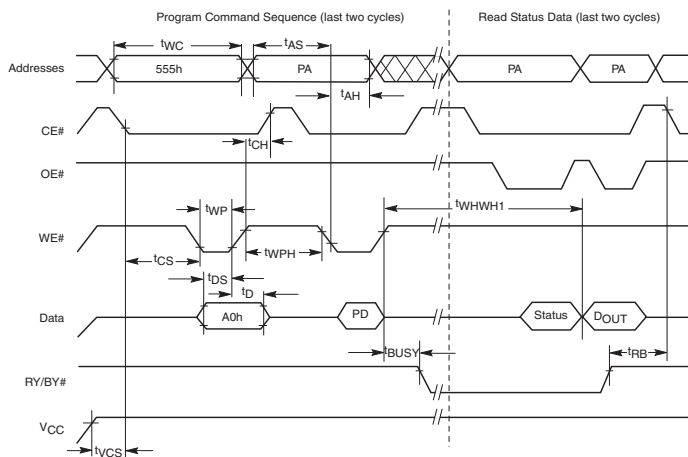 Program Command Sequence (last two cycles) Read Status Data (last two cycles)
tWC tAS
Addresses 555h PA PA PA
tAH
CE#
tCH
OE#
tWP tWHWH1
WE#
tCS tWPH
tDS
tD
Data A0h PD Status DOUT
tBUSY tRB
RY/BY#
VCC
tVCS